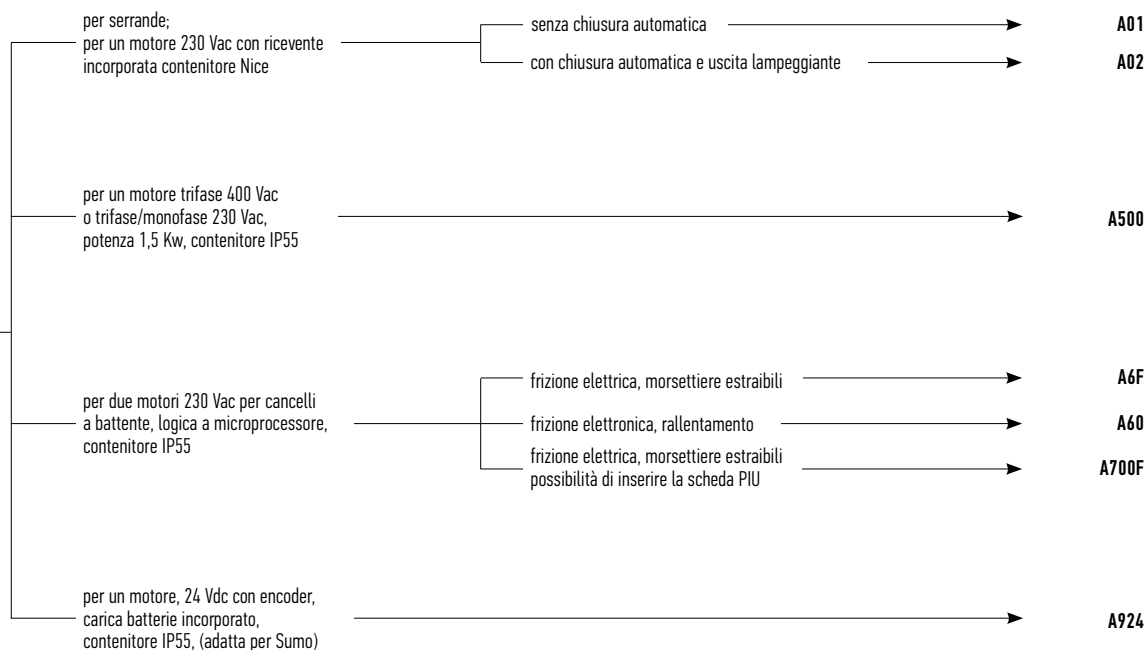 per serrande;
per un motore 230 Vac con ricevente
incorporata contenitore Nice
senza chiusura automatica
A01
con chiusura automatica e uscita lampeggiante
A02
per un motore trifase 400 Vac
o trifase/monofase 230 Vac,
potenza 1,5 Kw, contenitore IP55
A500
per due motori 230 Vac per cancelli
a battente, logica a microprocessore,
contenitore IP55
frizione elettrica, morsettiere estraibili
A6F
frizione elettronica, rallentamento
A60
frizione elettrica, morsettiere estraibili
possibilità di inserire la scheda PIU
A700F
per un motore, 24 Vdc con encoder,
carica batterie incorporato,
contenitore IP55, (adatta per Sumo)
A924